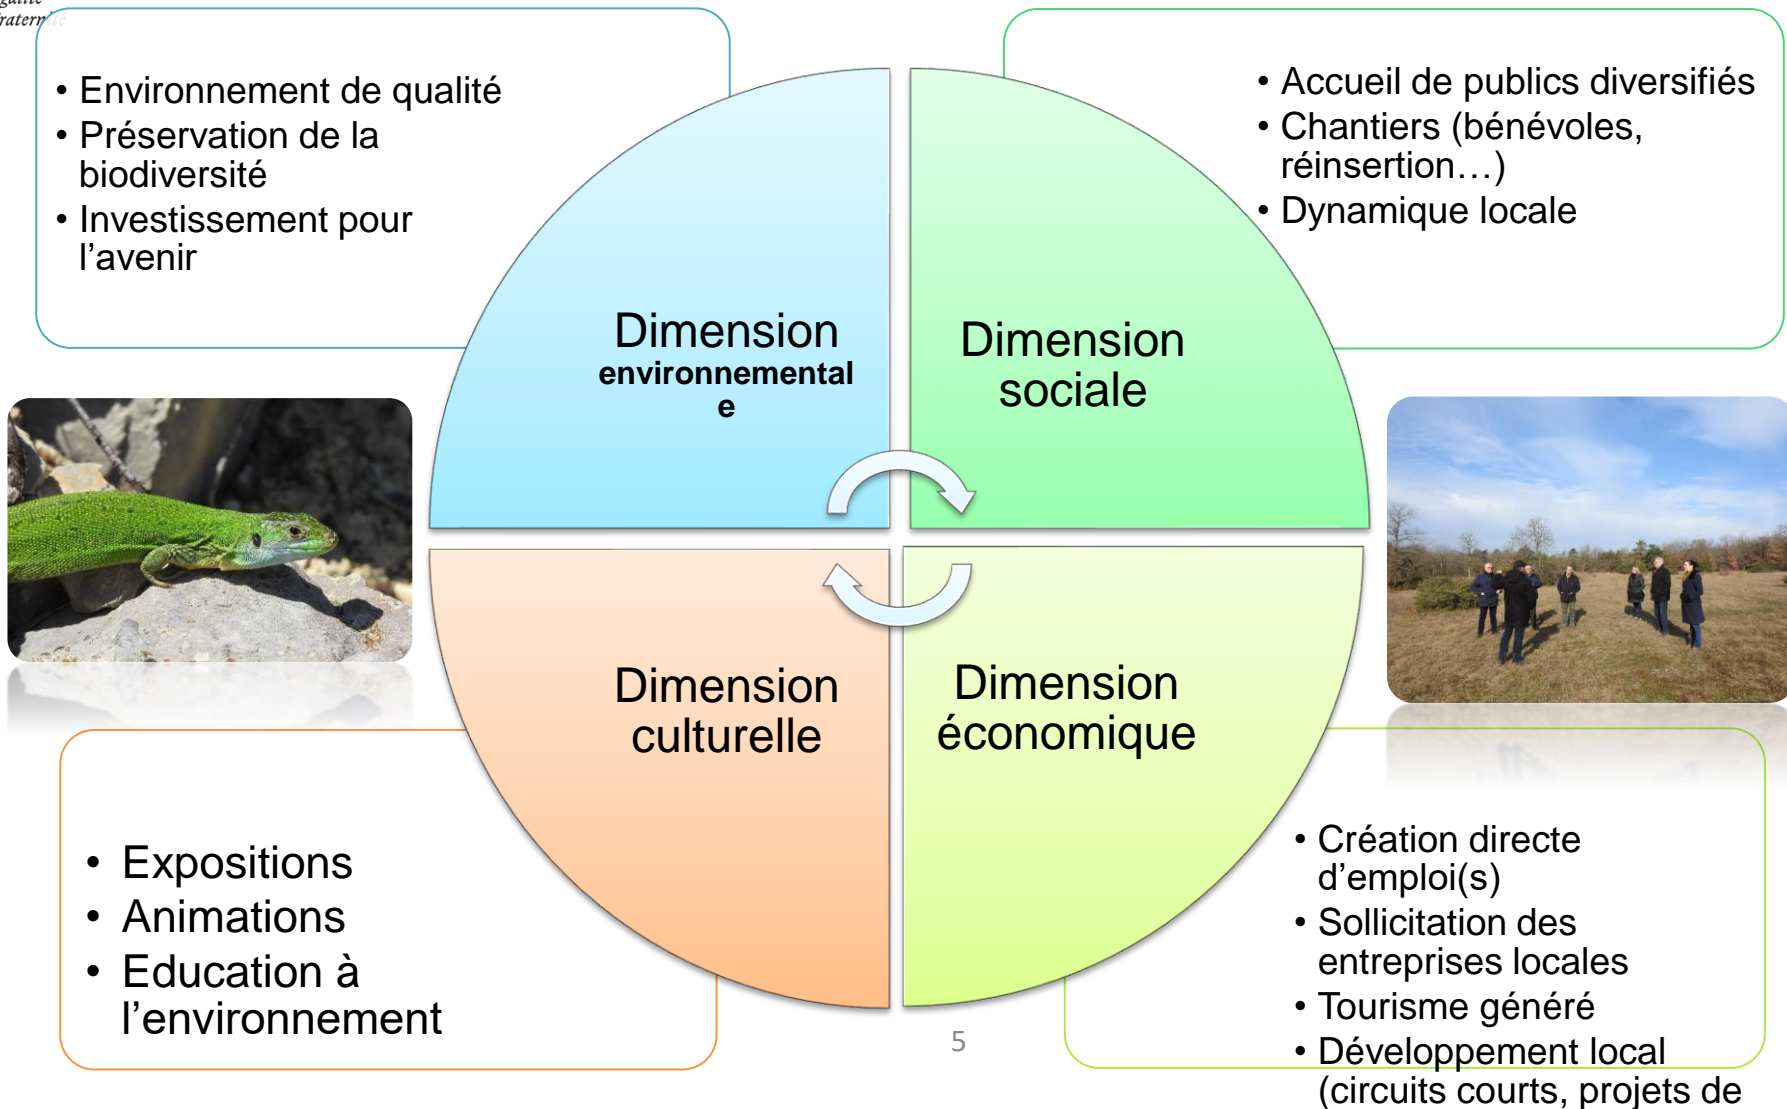 • Environnement de qualité
• Préservation de la
biodiversité
• Investissement pour
l’avenir
• Accueil de publics diversifiés
• Chantiers (bénévoles,
réinsertion…)
• Dynamique locale
Dimension
environnemental
e
Dimension
sociale
Dimension
culturelle
Dimension
économique
• Expositions
• Animations
• Education à
l’environnement
• Création directe
d’emploi(s)
• Sollicitation des
entreprises locales
• Tourisme généré
• Développement local
(circuits courts, projets de
5